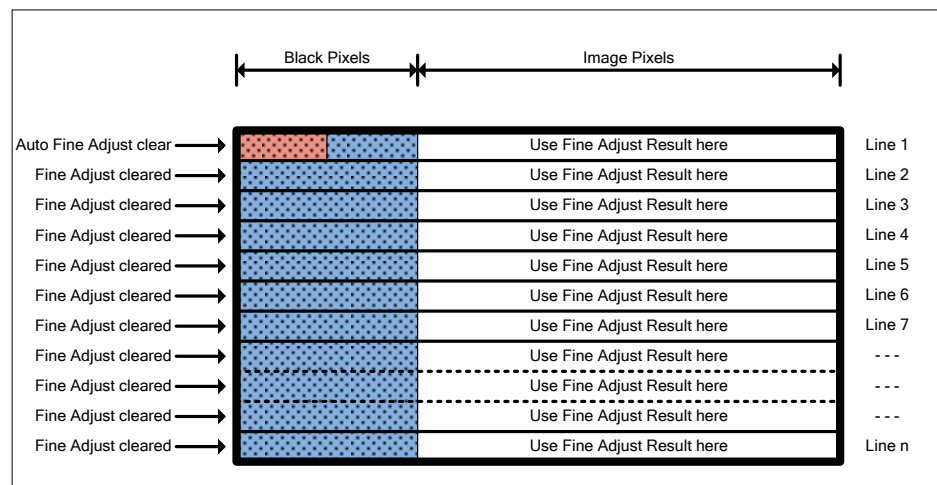 Black Pixels Image Pixels
Auto Fine Adjust clear Use Fine Adjust Result here Line 1
Fine Adjust cleared Use Fine Adjust Result here Line 2
Fine Adjust cleared Use Fine Adjust Result here Line 3
Fine Adjust cleared Use Fine Adjust Result here Line 4
Fine Adjust cleared Use Fine Adjust Result here Line 5
Fine Adjust cleared Use Fine Adjust Result here Line 6
Fine Adjust cleared Use Fine Adjust Result here Line 7
Fine Adjust cleared Use Fine Adjust Result here - - -
Fine Adjust cleared Use Fine Adjust Result here - - -
Fine Adjust cleared Use Fine Adjust Result here - - -
Fine Adjust cleared Use Fine Adjust Result here Line n